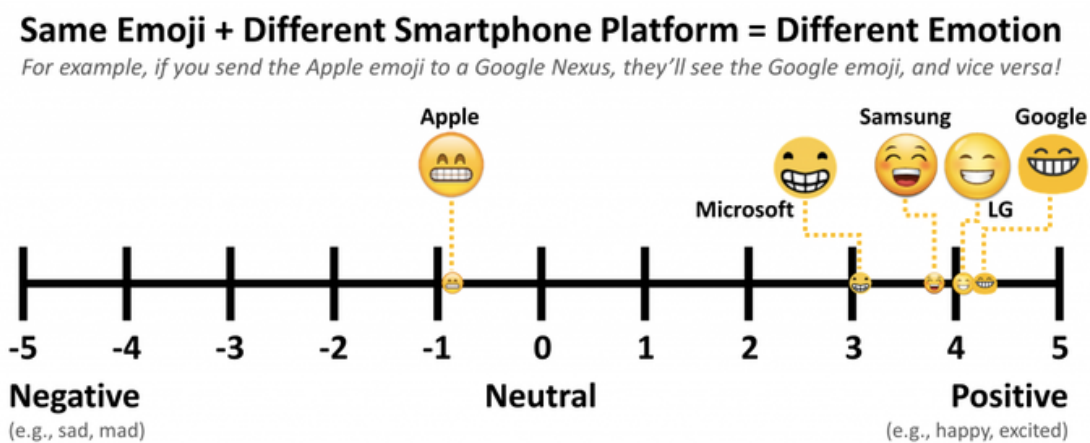 Same Emoji + Different Smartphone Platform = Different Emotion
For example, if you send the Apple emoji to a Google Nexus, they'll see the Google emoji, and vice versa!
Apple
Samsung
Google
Microsoft
LG
-5 -4 -3 -2 -1 0 1 2 3 4 5
Negative Neutral Positive
(e.g., sad, mad) (e.g., happy, excited)